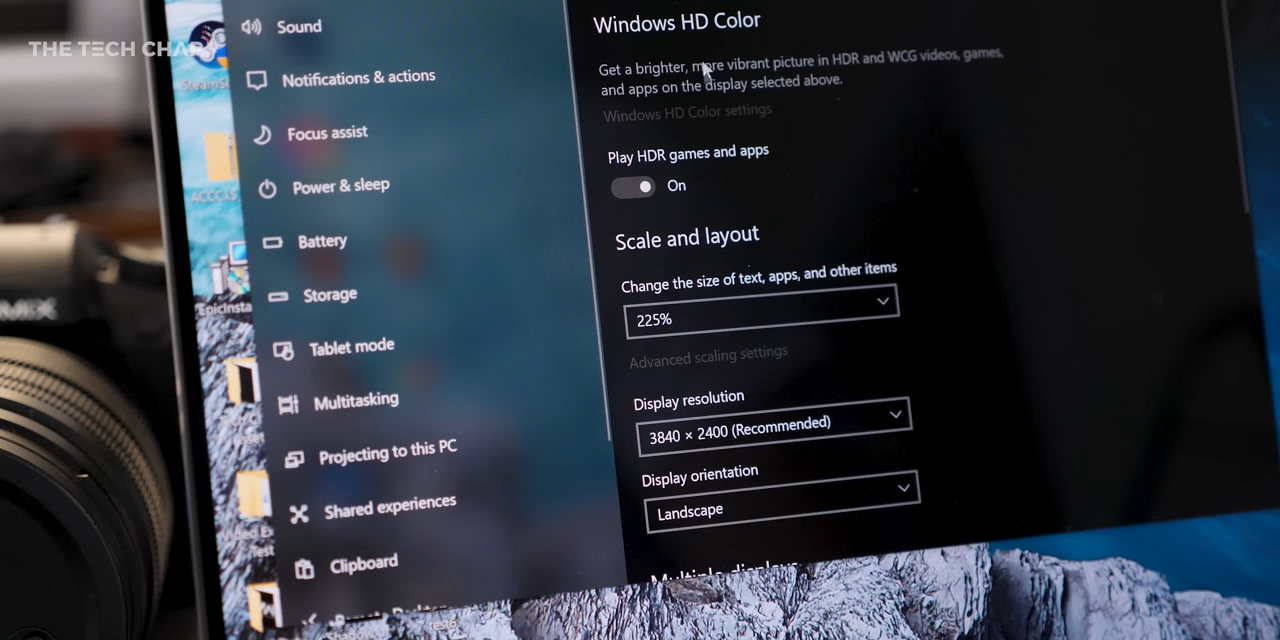 THE TECH CHAP
Sound
Notifications & actions
Focus assist
Power & sleep
Battery
Storage
Tablet mode
Multitasking
Projecting to this PC
Shared experiences
Clipboard
Windows HD Color
Get a brighter, more vibrant picture in HDR and WCG videos, games,
and apps on the display selected above.
Windows HD Color settings
Play HDR games and apps
On
Scale and layout
Change the size of text, apps, and other items
225%
Advanced scaling settings
Display resolution
3840 × 2400 (Recommended)
Display orientation
Landscape
Multiple displays